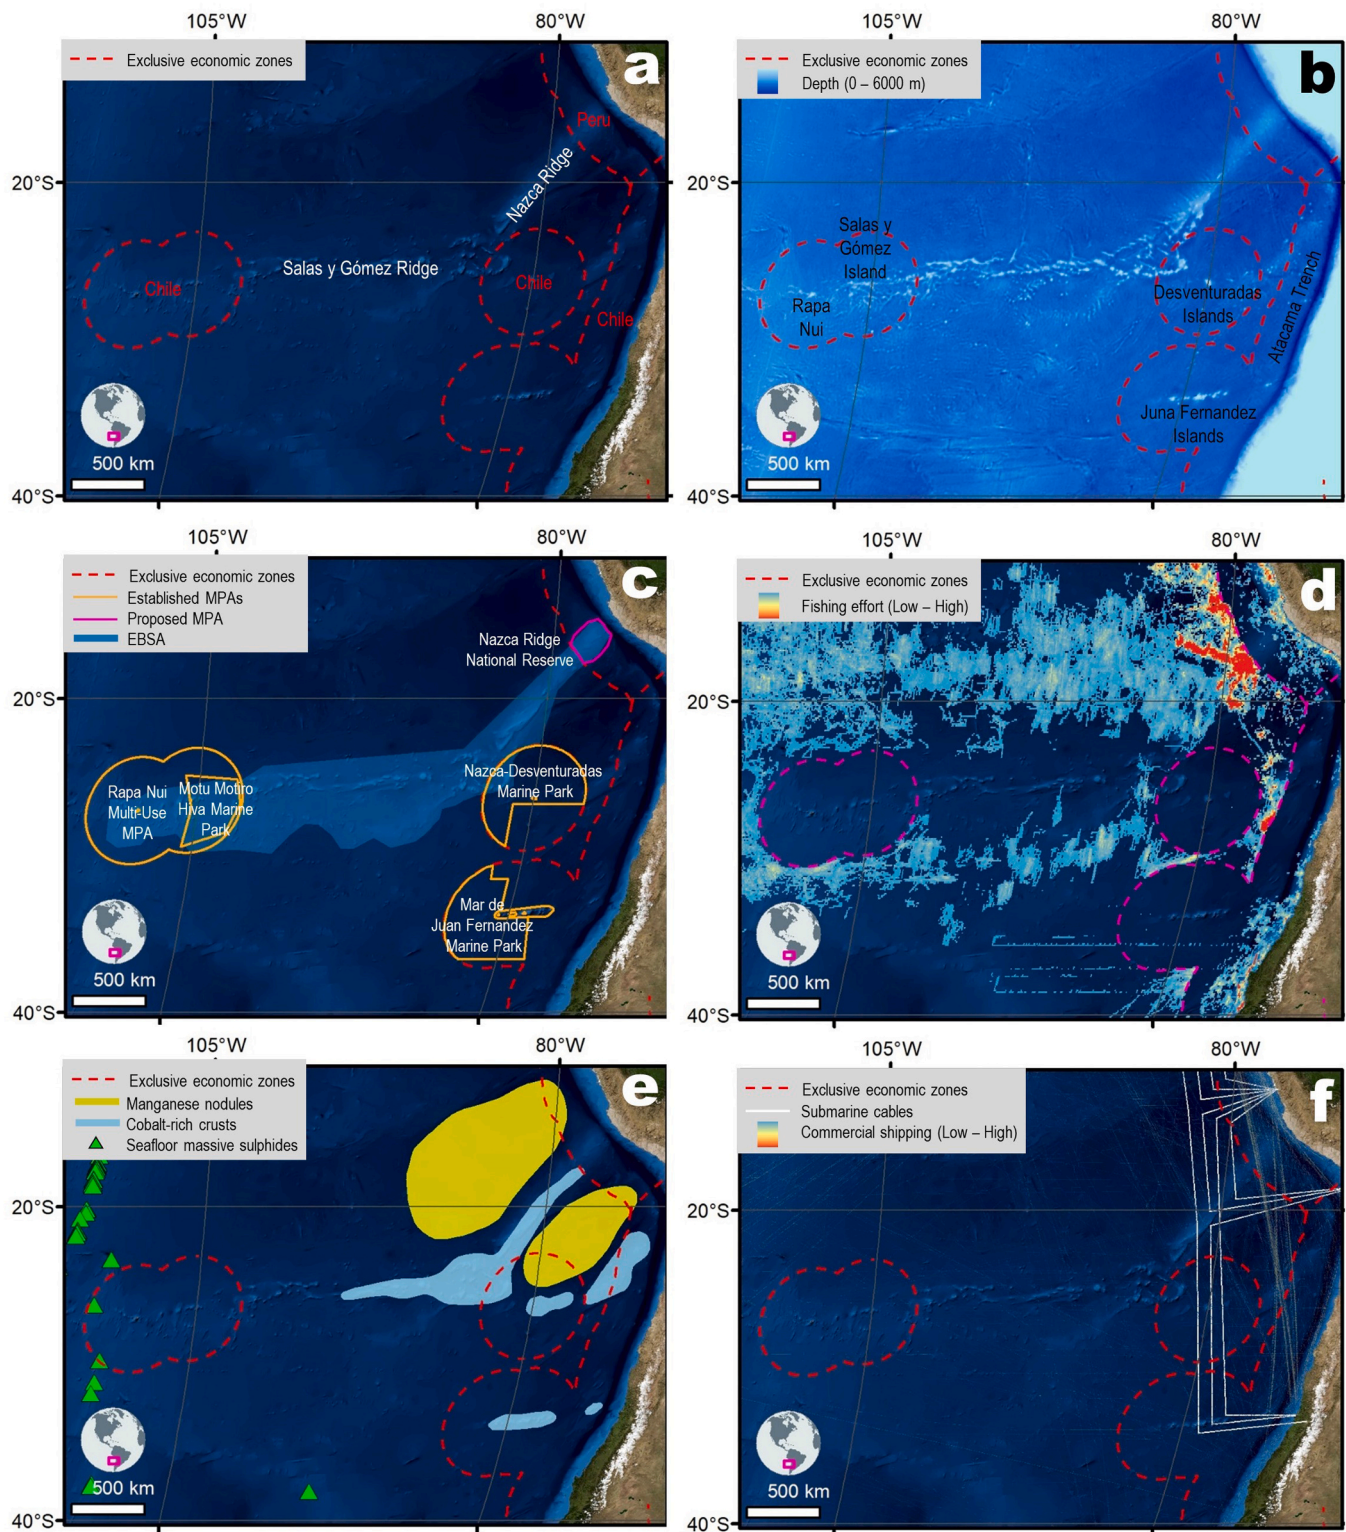 105°W
80°W
Exclusive economic zones
a
Peru
Nazca Ridge
20°S
Salas y Gómez Ridge
Chile
Chile
Chile
500 km
40°S
105°W
80°W
Exclusive economic zones
Depth (0 – 6000 m)
b
20°S
Salas y
Gómez
Island
Rapa
Nui
Desventuradas
Islands
Atacama Trench
Juna Fernandez
Islands
500 km
40°S
105°W
80°W
Exclusive economic zones
Established MPAs
Proposed MPA
EBSA
c
Nazca Ridge
National Reserve
20°S
Rapa Nui
Multi-Use
MPA
Motu Motiro
Hiva Marine
Park
Nazca-Desventuradas
Marine Park
Mar de
Juan Fernandez
Marine Park
500 km
40°S
105°W
80°W
Exclusive economic zones
Fishing effort (Low – High)
d
20°S
500 km
40°S
105°W
80°W
Exclusive economic zones
Manganese nodules
Cobalt-rich crusts
Seafloor massive sulphides
e
20°S
500 km
40°S
105°W
80°W
Exclusive economic zones
Submarine cables
Commercial shipping (Low – High)
f
20°S
500 km
40°S